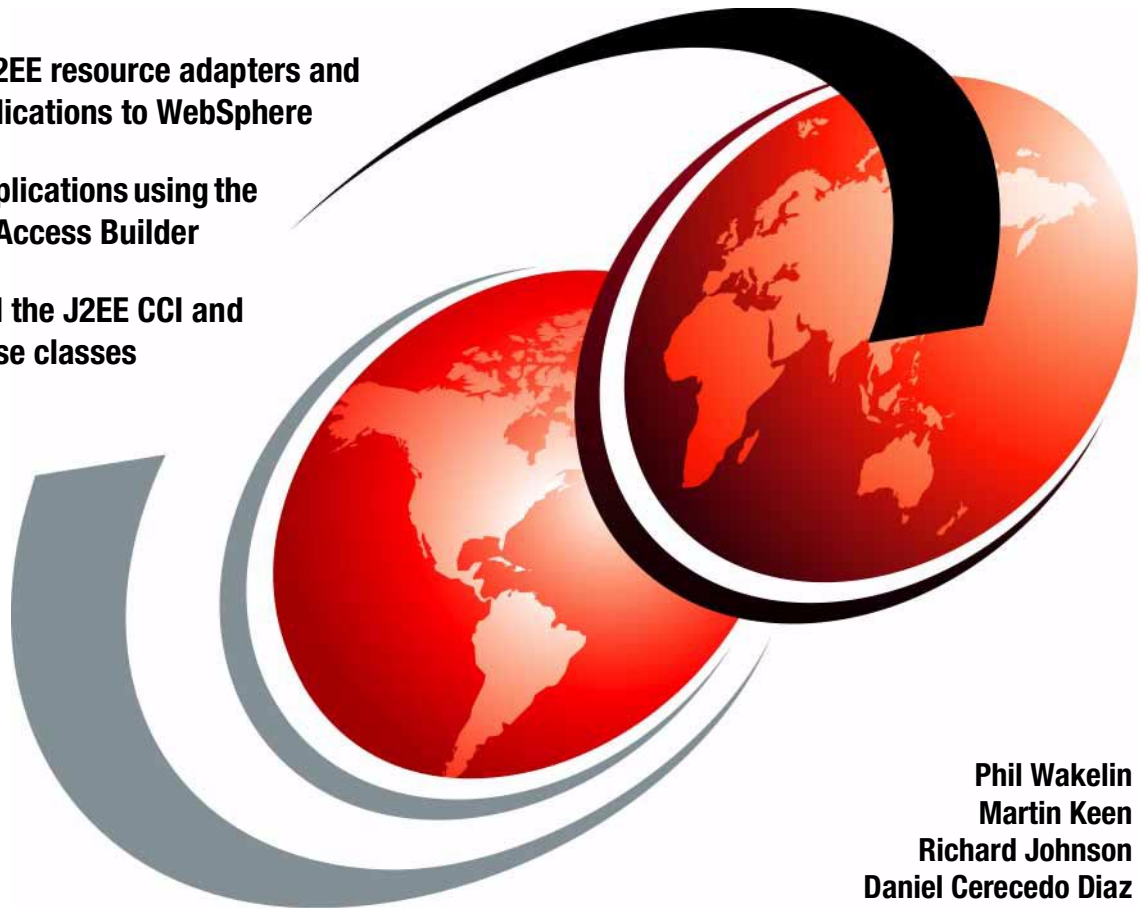 2EE resource adapters and
lications to WebSphere
plications using the
Access Builder
l the J2EE CCI and
se classes
Phil Wakelin
Martin Keen
Richard Johnson
Daniel Cerecedo Diaz